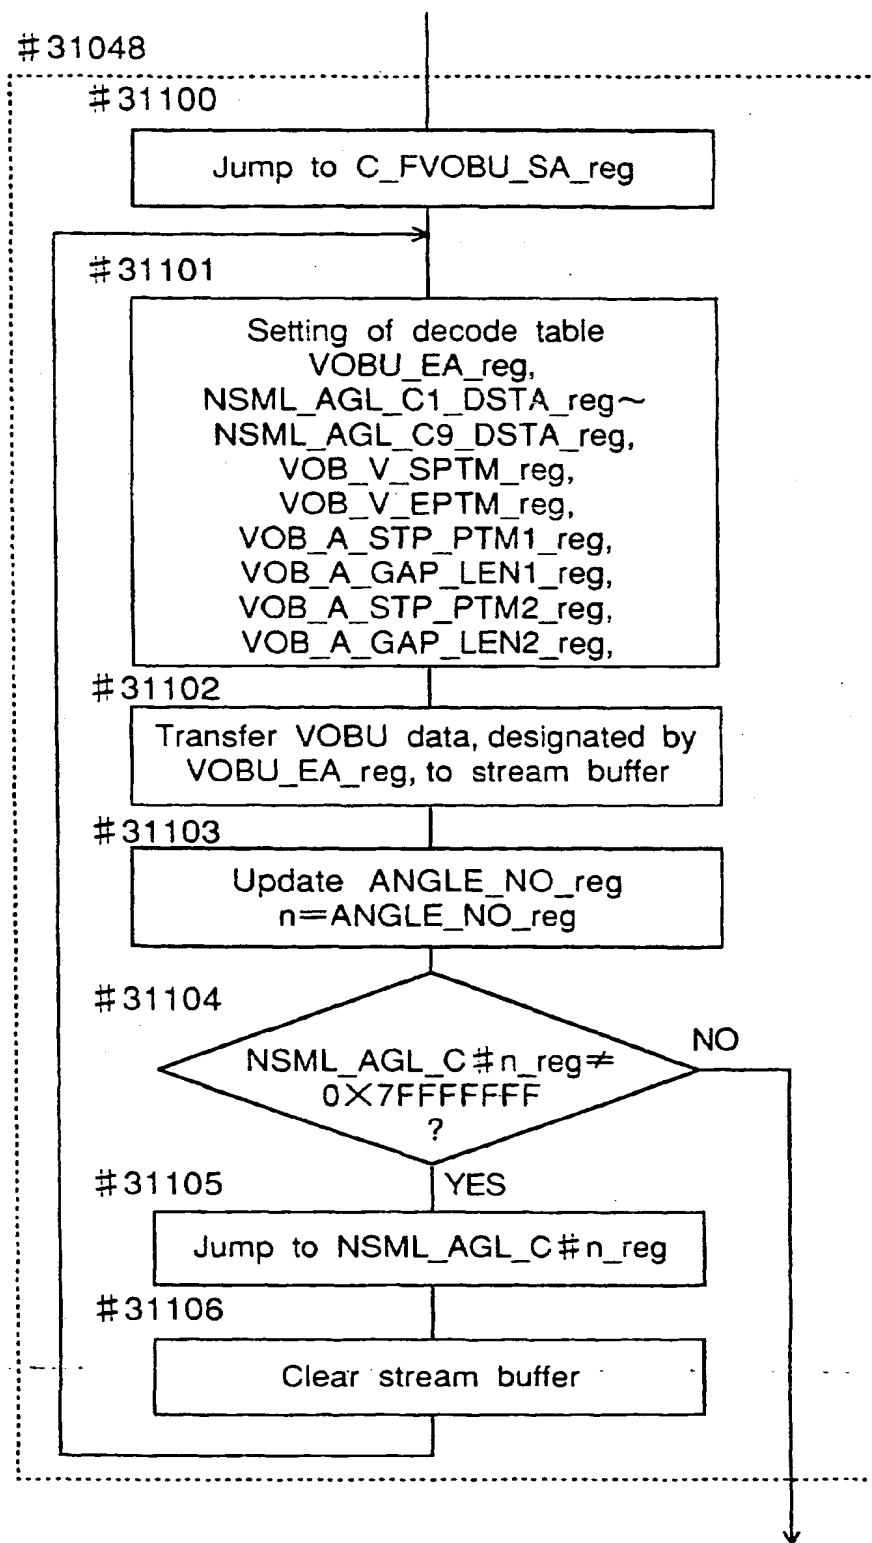 #31048
#31100
Jump to C_FVOBU_SA_reg
#31101
Setting of decode table
VOBU_EA_reg,
NSML_AGL_C1_DSTA_reg~
NSML_AGL_C9_DSTA_reg,
VOB_V_SPTM_reg,
VOB_V_EPTM_reg,
VOB_A_STP_PTM1_reg,
VOB_A_GAP_LEN1_reg,
VOB_A_STP_PTM2_reg,
VOB_A_GAP_LEN2_reg,
#31102
Transfer VOBU data, designated by
VOBU_EA_reg, to stream buffer
#31103
Update ANGLE_NO_reg
n=ANGLE_NO_reg
#31104
NO
NSML_AGL_C#n_reg≠
0X7FFFFFFF
?
#31105
YES
Jump to NSML_AGL_C#n_reg
#31106
Clear stream buffer